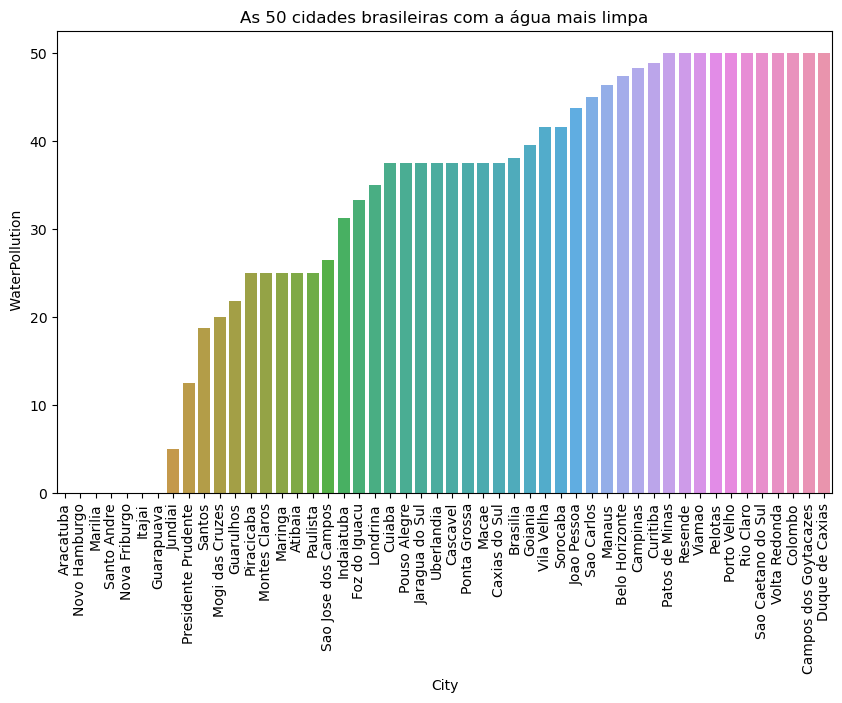 As 50 cidades brasileiras com a água mais limpa
WaterPollution
50
40
30
20
10
0
Aracatuba
Novo Hamburgo
Marilia
Santo Andre
Nova Friburgo
Itajai
Guarapuava
Jundiai
Presidente Prudente
Santos
Mogi das Cruzes
Guarulhos
Piracicaba
Montes Claros
Maringa
Atibaia
Paulista
Sao Jose dos Campos
Indaiatuba
Foz do Iguacu
Londrina
Cuiaba
Pouso Alegre
Jaragua do Sul
Uberlandia
Cascavel
Ponta Grossa
Macae
Caxias do Sul
Brasilia
Goiania
Vila Velha
Sorocaba
Joao Pessoa
Sao Carlos
Manaus
Belo Horizonte
Campinas
Curitiba
Patos de Minas
Resende
Viamao
Pelotas
Porto Velho
Rio Claro
Sao Caetano do Sul
Volta Redonda
Colombo
Campos dos Goytacazes
Duque de Caxias
City